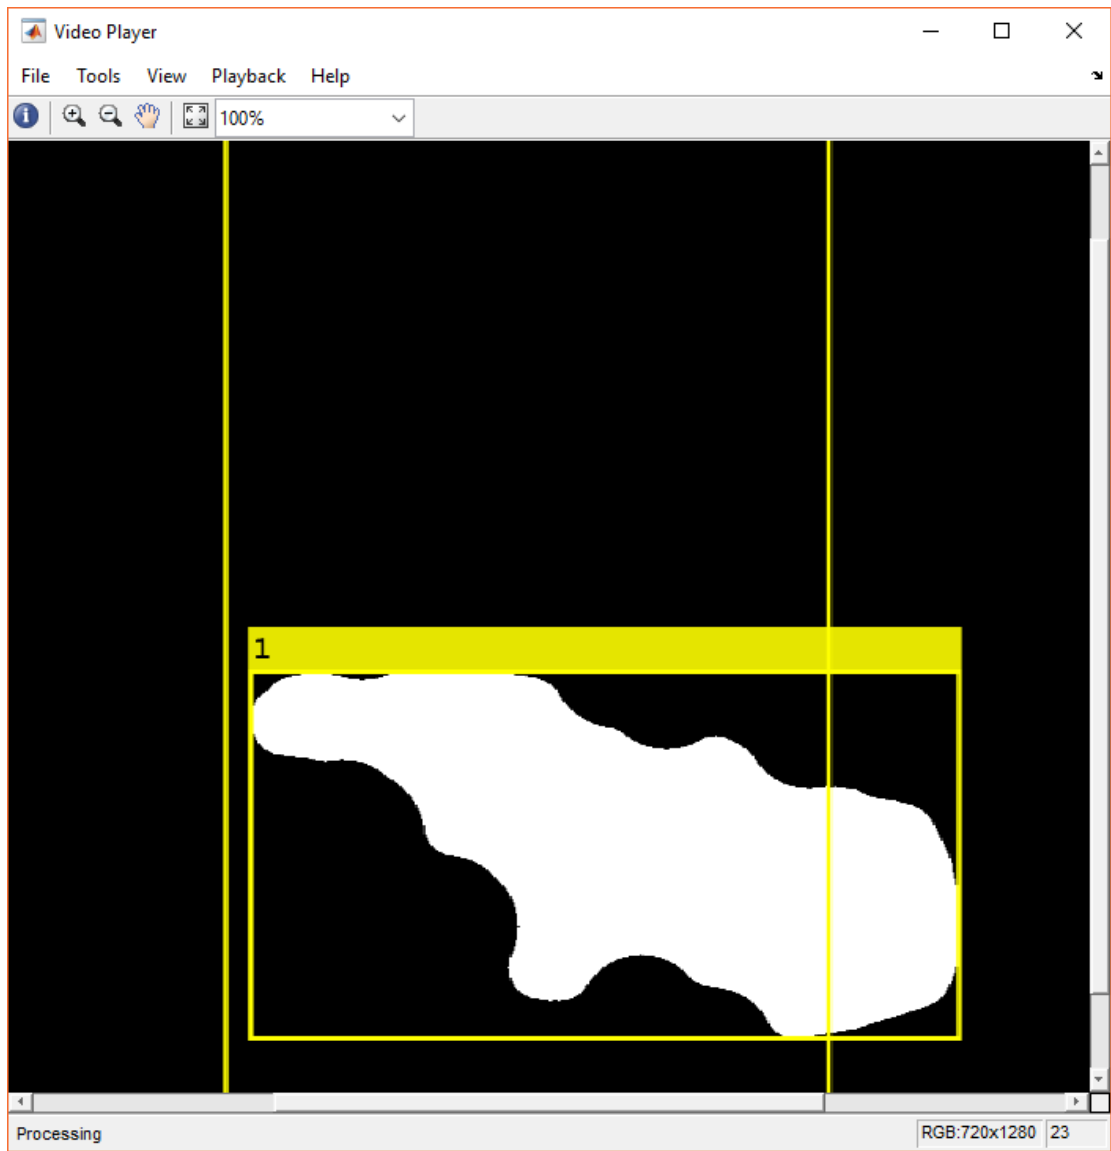 Video Player
File Tools View Playback Help
100%
1
Processing RGB:720x1280 23